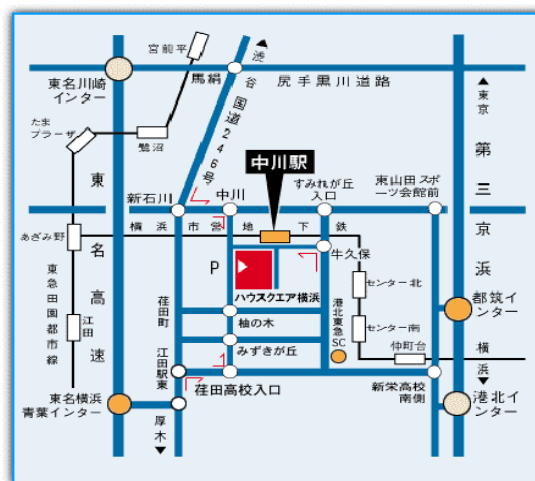 宮前平
渋谷
東名川崎
インター
馬絹
尻手黒川道路
たま
プラーザ
鷺沼
国道246号
東京
中川駅
第三京浜
すみれが丘
入口
東山田スポ
ーツ会館前
新石川
中川
東名高速
横浜市営地下鉄
あざみ野
牛久保
P
ハウスクエア横浜
センター北
東急田園都市線
荏田町
柚の木
港北東急
SC
都筑イ
ンター
江田
センター南
みずきが丘
仲町台
横浜
江田駅東
荏田高校入口
新栄高校
南側
東名横浜
青葉インター
港北イ
ンター
厚木